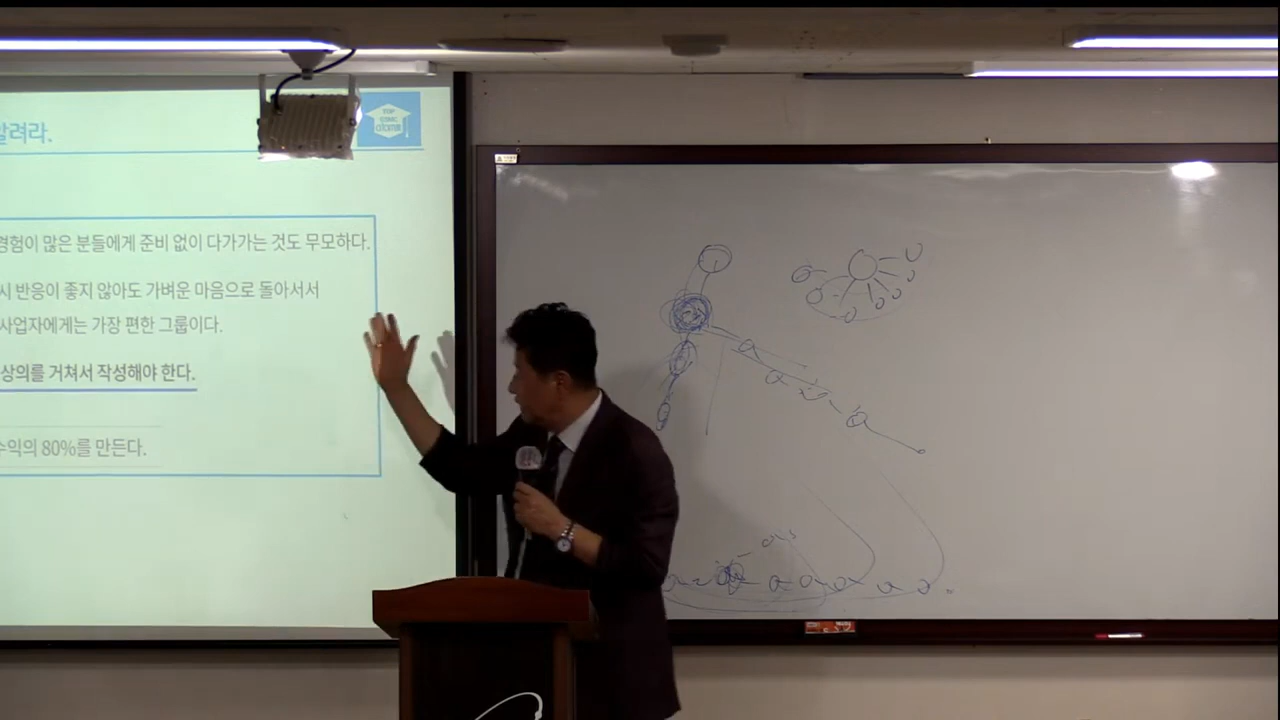 알려라.
TOP
경험이 많은 분들에게 준비 없이 다가가는 것도 무모하다.
시 반응이 좋지 않아도 가벼운 마음으로 돌아서서
사업자에게는 가장 편한 그룹이다.
상의를 거쳐서 작성해야 한다.
수익의 80%를 만든다.